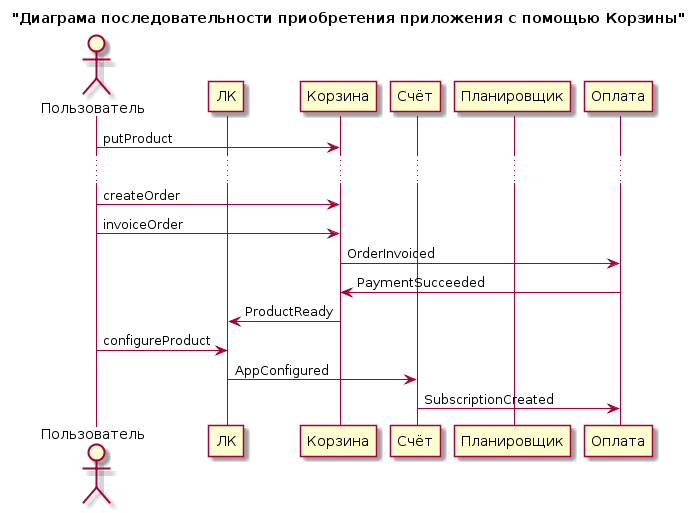 "Диаграма последовательности приобретения приложения с помощью Корзины"
Пользователь
ЛК
Корзина
Счёт
Планировщик
Оплата
putProduct
createOrder
invoiceOrder
OrderInvoiced
PaymentSucceeded
ProductReady
configureProduct
AppConfigured
SubscriptionCreated
Пользователь
ЛК
Корзина
Счёт
Планировщик
Оплата